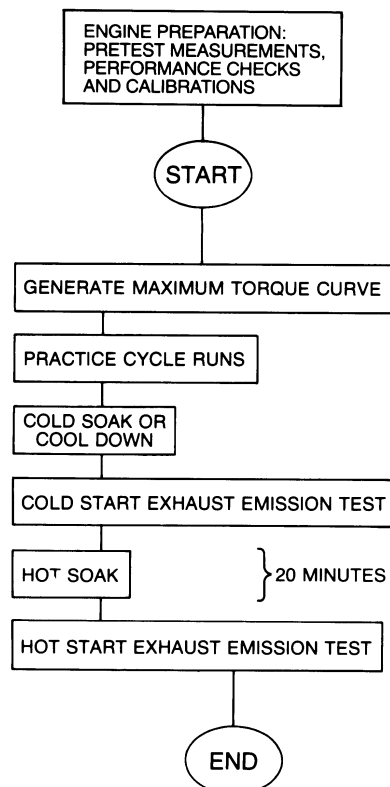 ENGINE PREPARATION:
PRETEST MEASUREMENTS,
PERFORMANCE CHECKS
AND CALIBRATIONS
START
GENERATE MAXIMUM TORQUE CURVE
PRACTICE CYCLE RUNS
COLD SOAK OR
COOL DOWN
COLD START EXHAUST EMISSION TEST
HOT SOAK
20 MINUTES
HOT START EXHAUST EMISSION TEST
END